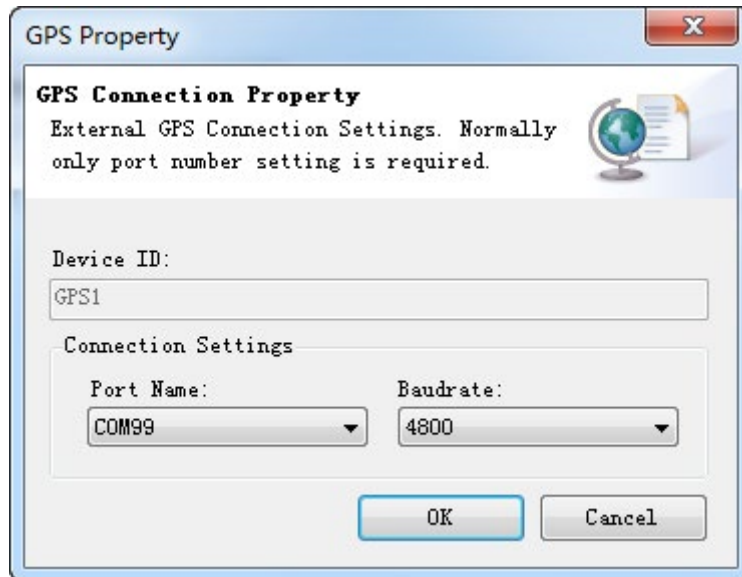 GPS Property
GPS Connection Property
External GPS Connection Settings. Normally
only port number setting is required.
Device ID:
GPS1
Connection Settings
Port Name:
Baudrate:
COM99
4800
OK
Cancel